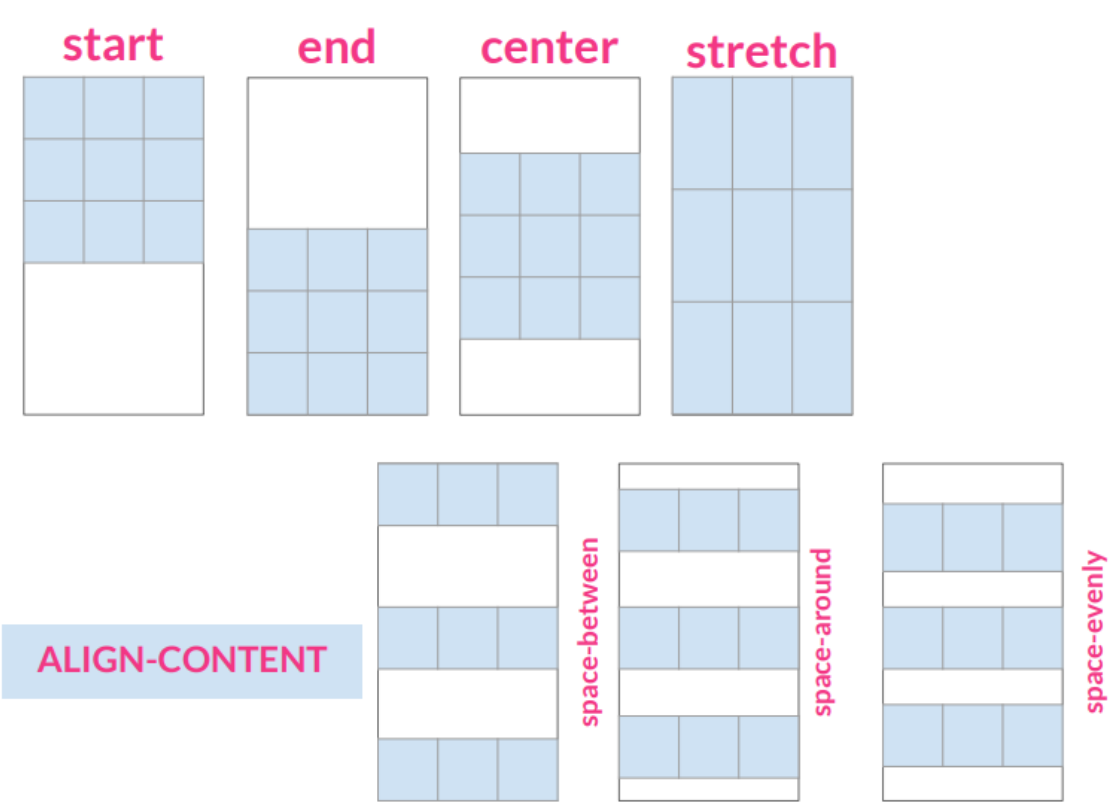 start
end
center
stretch
ALIGN-CONTENT
space-between
space-around
space-evenly